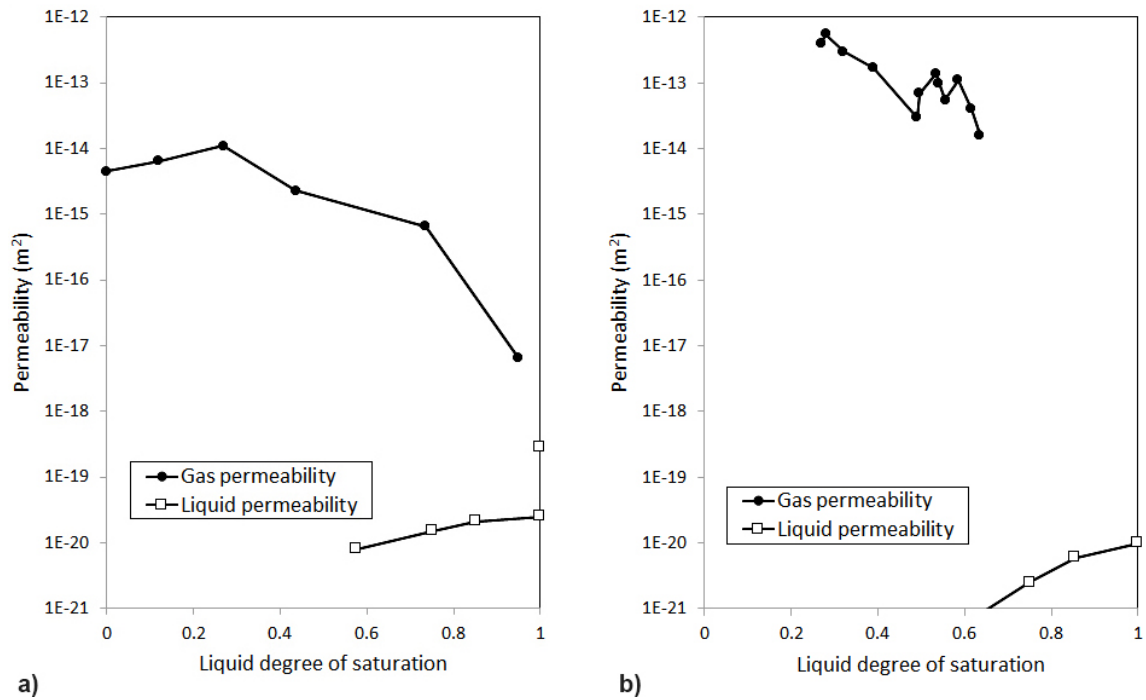 1E-12
1E-13
1E-14
1E-15
1E-16
1E-17
1E-18
1E-19
1E-20
1E-21
Permeability (m²)
Gas permeability
Liquid permeability
0 0.2 0.4 0.6 0.8 1
Liquid degree of saturation
a)
1E-12
1E-13
1E-14
1E-15
1E-16
1E-17
1E-18
1E-19
1E-20
1E-21
Permeability (m²)
Gas permeability
Liquid permeability
0 0.2 0.4 0.6 0.8 1
Liquid degree of saturation
b)